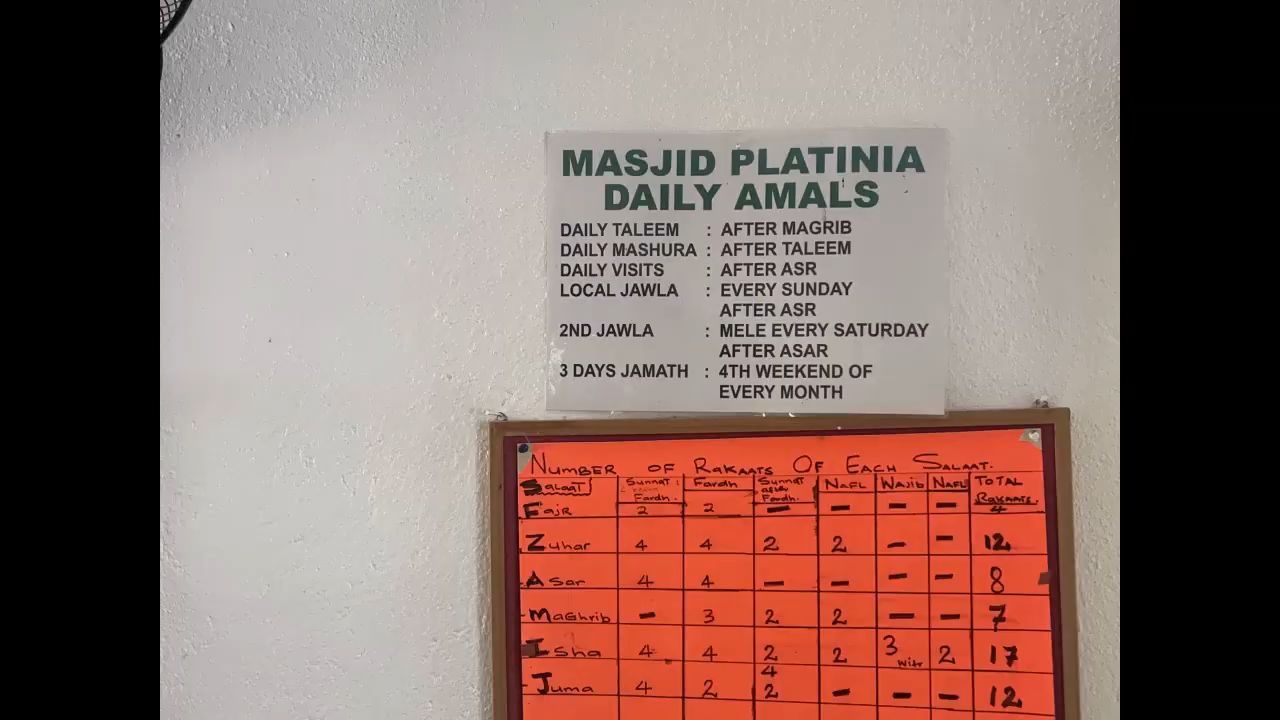 MASJID PLATINIA
DAILY AMALS
DAILY TALEEM : AFTER MAGRIB
DAILY MASHURA : AFTER TALEEM
DAILY VISITS : AFTER ASR
LOCAL JAWLA : EVERY SUNDAY
AFTER ASR
2ND JAWLA : MELE EVERY SATURDAY
AFTER ASAR
3 DAYS JAMATH : 4TH WEEKEND OF
EVERY MONTH
NUMBER OF RAKAATS OF EACH SALAAT.
SALAAT Sunnat Fardh. Fardh Sunnat after Fardh. NAFL WAJIB NAFL TOTAL RAKAATS.
FAJR 2 2 - - - - 4
Zuhar 4 4 2 2 - - 12
Asar 4 4 - - - - 8
MaGhrib - 3 2 2 - - 7
Isha 4 4 2 2 3 Witr 2 17
Juma 4 2 4 2 - - - 12